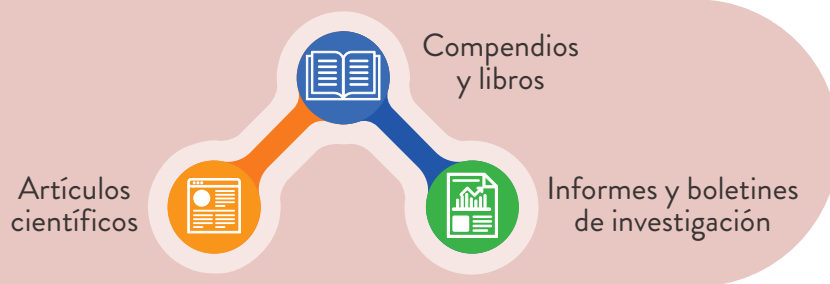 Compendios
y libros
Artículos
científicos
Informes y boletines
de investigación